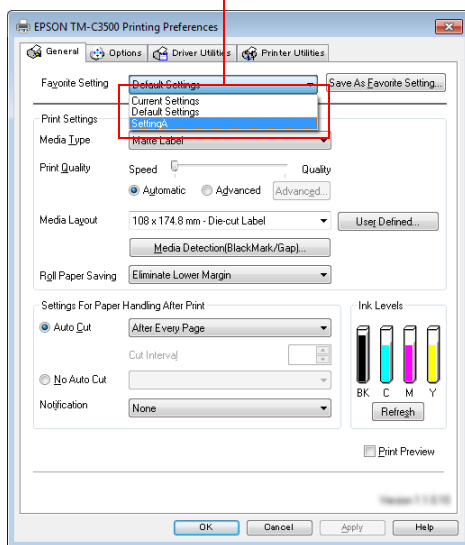 EPSON TM-C3500 Printing Preferences
General Options Driver Utilities Printer Utilities
Favorite Setting Default Settings Save As Favorite Setting...
Current Settings
Default Settings
SettingA
Print Settings
Media Type Matte Label
Print Quality Speed Quality
Automatic Advanced Advanced...
Media Layout 108 x 174.8 mm - Die-cut Label User Defined...
Media Detection(BlackMark/Gap)...
Roll Paper Saving Eliminate Lower Margin
Settings For Paper Handling After Print Ink Levels
Auto Cut After Every Page
Cut Interval
No Auto Cut
BK C M Y
Notification None Refresh
Print Preview
OK Cancel Apply Help